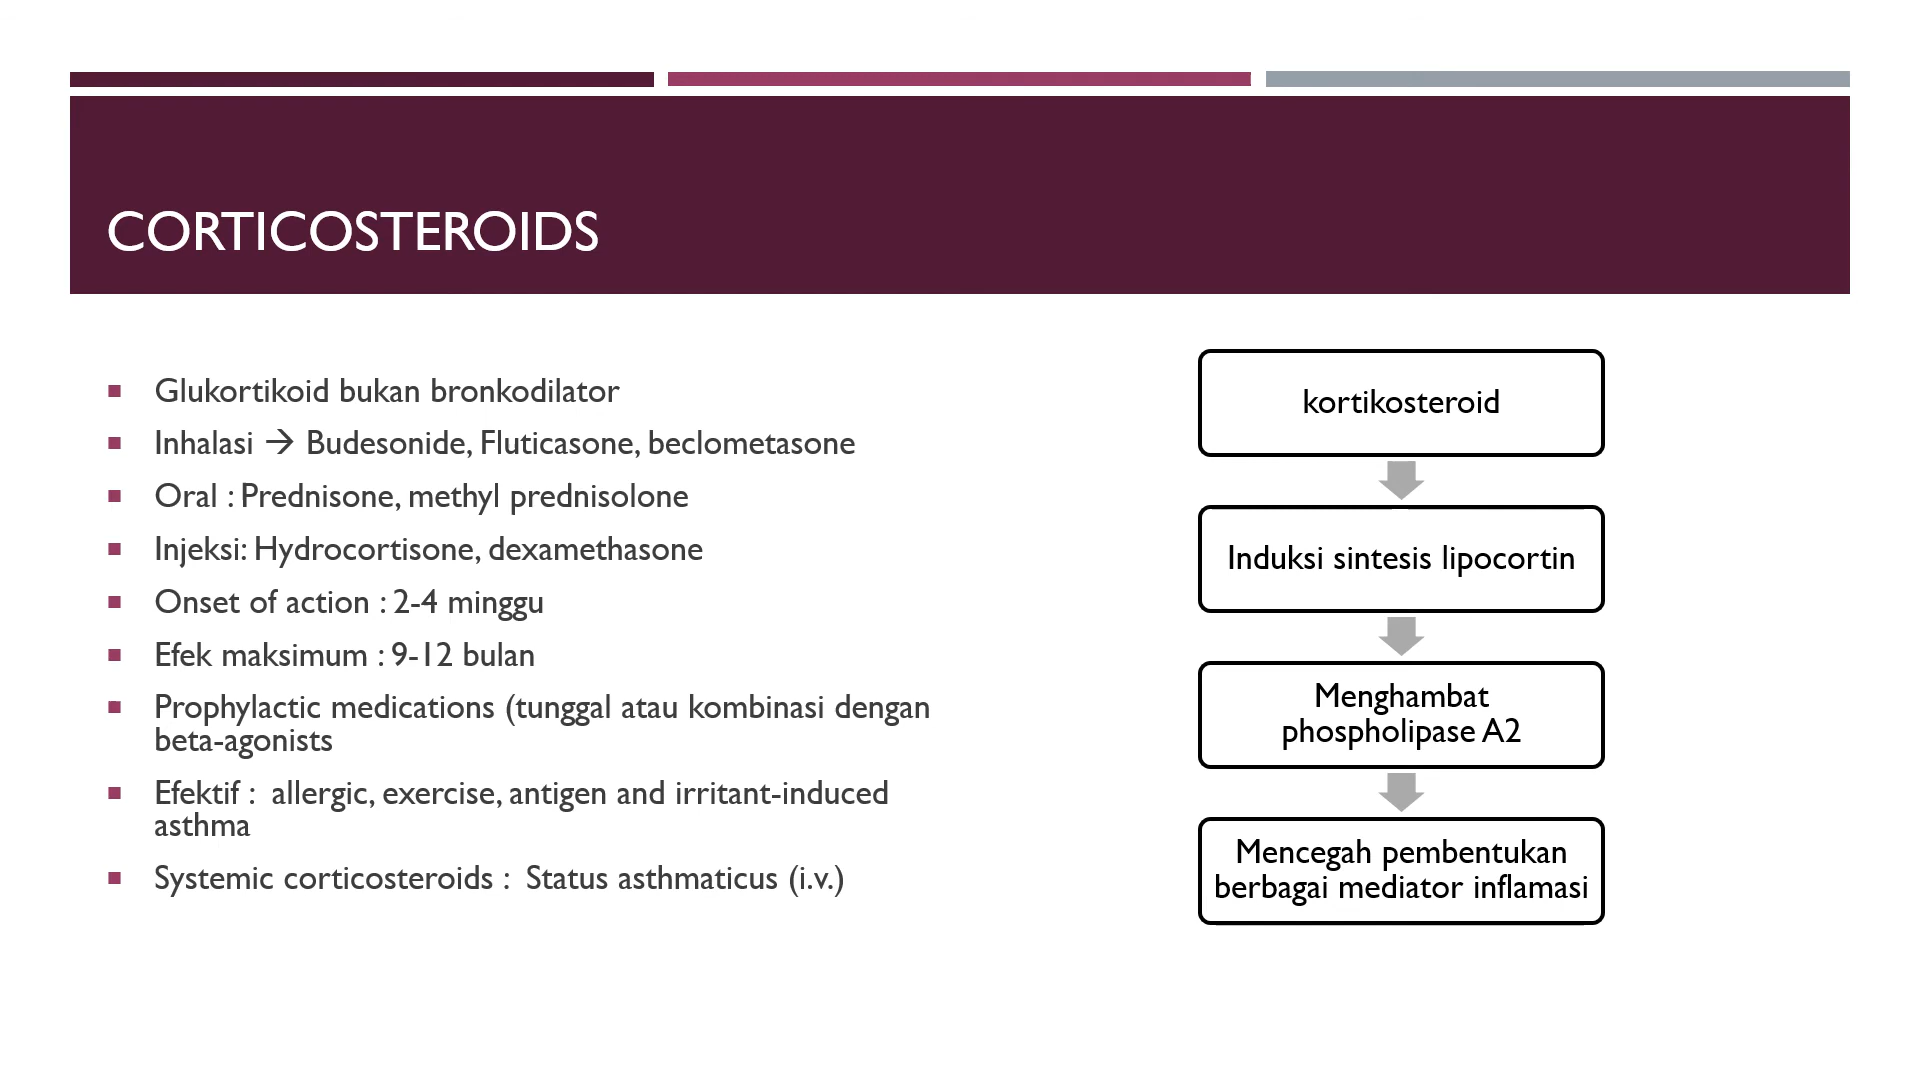 CORTICOSTEROIDS
Glukortikoid bukan bronkodilator
Inhalasi → Budesonide, Fluticasone, beclometasone
Oral : Prednisone, methyl prednisolone
Injeksi: Hydrocortisone, dexamethasone
Onset of action : 2-4 minggu
Efek maksimum : 9-12 bulan
Prophylactic medications (tunggal atau kombinasi dengan
beta-agonists
Efektif :  allergic, exercise, antigen and irritant-induced
asthma
Systemic corticosteroids :  Status asthmaticus (i.v.)
kortikosteroid
Induksi sintesis lipocortin
Menghambat
phospholipase A2
Mencegah pembentukan
berbagai mediator inflamasi